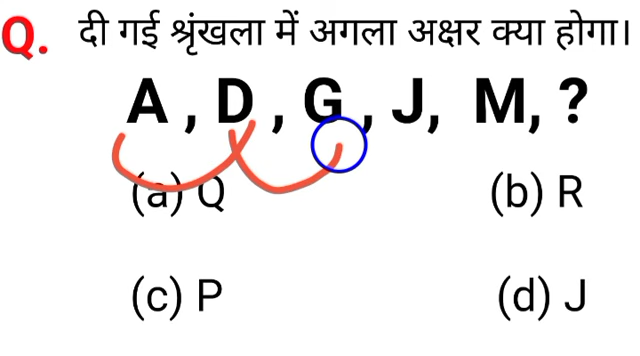 Q. दी गई श्रृंखला में अगला अक्षर क्या होगा।
A , D , G , J, M, ?
(a) Q (b) R
(c) P (d) J